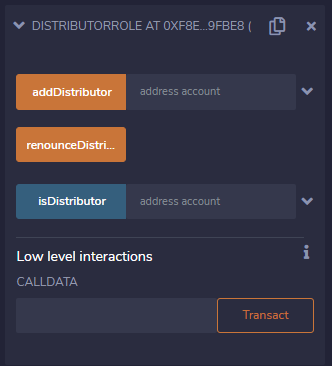 DISTRIBUTORROLE AT 0XF8E...9FBE8 (
addDistributor address account
renounceDistri...
isDistributor address account
Low level interactions
CALLDATA
Transact